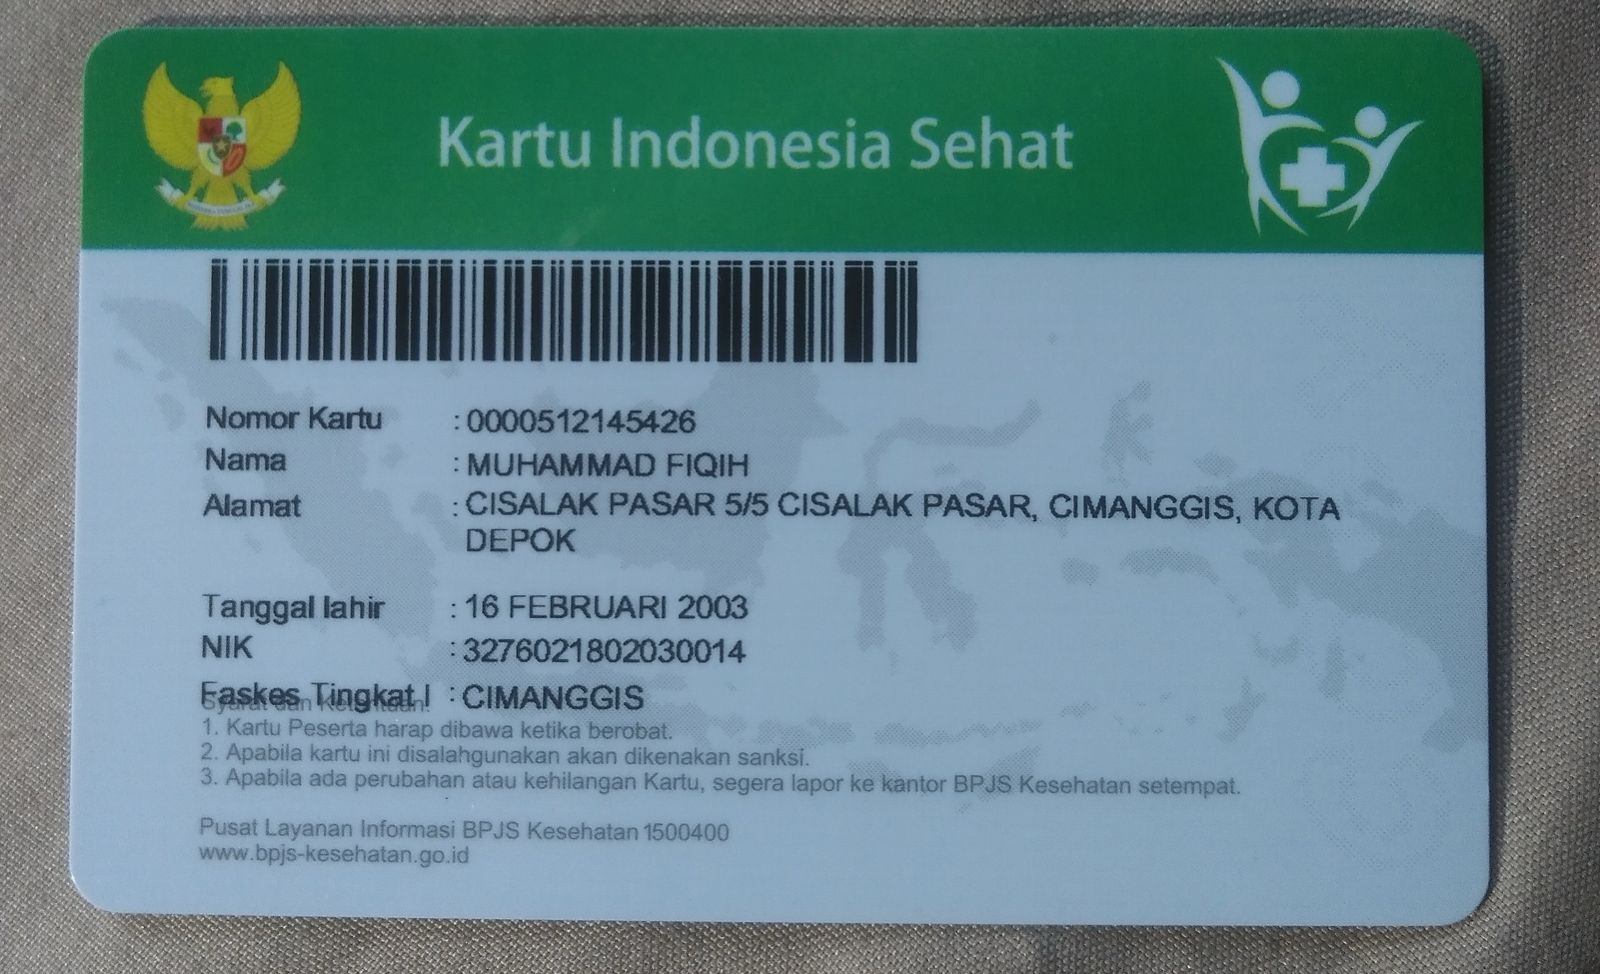 Kartu Indonesia Sehat
Nomor Kartu : 0000512145426
Nama : MUHAMMAD FIQIH
Alamat : CISALAK PASAR 5/5 CISALAK PASAR, CIMANGGIS, KOTA
DEPOK
Tanggal lahir : 16 FEBRUARI 2003
NIK : 3276021802030014
Faskes Tingkat I : CIMANGGIS
Syarat dan Ketentuan:
1. Kartu Peserta harap dibawa ketika berobat.
2. Apabila kartu ini disalahgunakan akan dikenakan sanksi.
3. Apabila ada perubahan atau kehilangan Kartu, segera lapor ke kantor BPJS Kesehatan setempat.
Pusat Layanan Informasi BPJS Kesehatan 1500400
www.bpjs-kesehatan.go.id